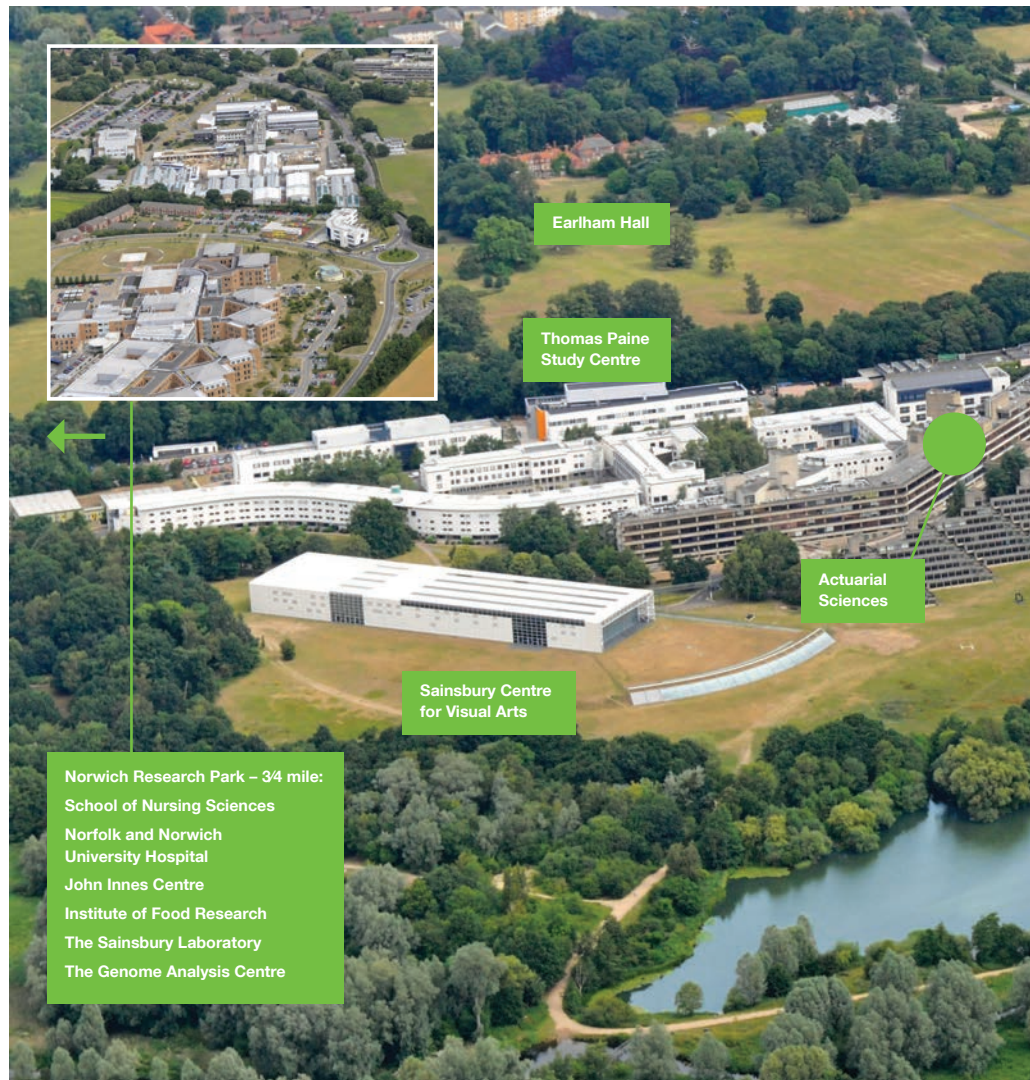 Earlham Hall
Thomas Paine
Study Centre
Actuarial
Sciences
Sainsbury Centre
for Visual Arts
Norwich Research Park – 3⁄4 mile:
School of Nursing Sciences
Norfolk and Norwich
University Hospital
John Innes Centre
Institute of Food Research
The Sainsbury Laboratory
The Genome Analysis Centre